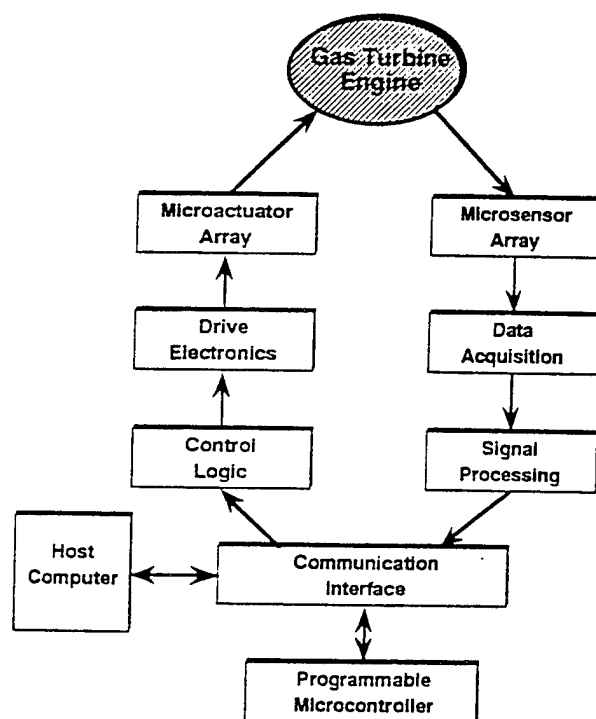 Gas Turbine
Engine
Microactuator
Array
Microsensor
Array
Drive
Electronics
Data
Acquisition
Control
Logic
Signal
Processing
Host
Computer
Communication
Interface
Programmable
Microcontroller